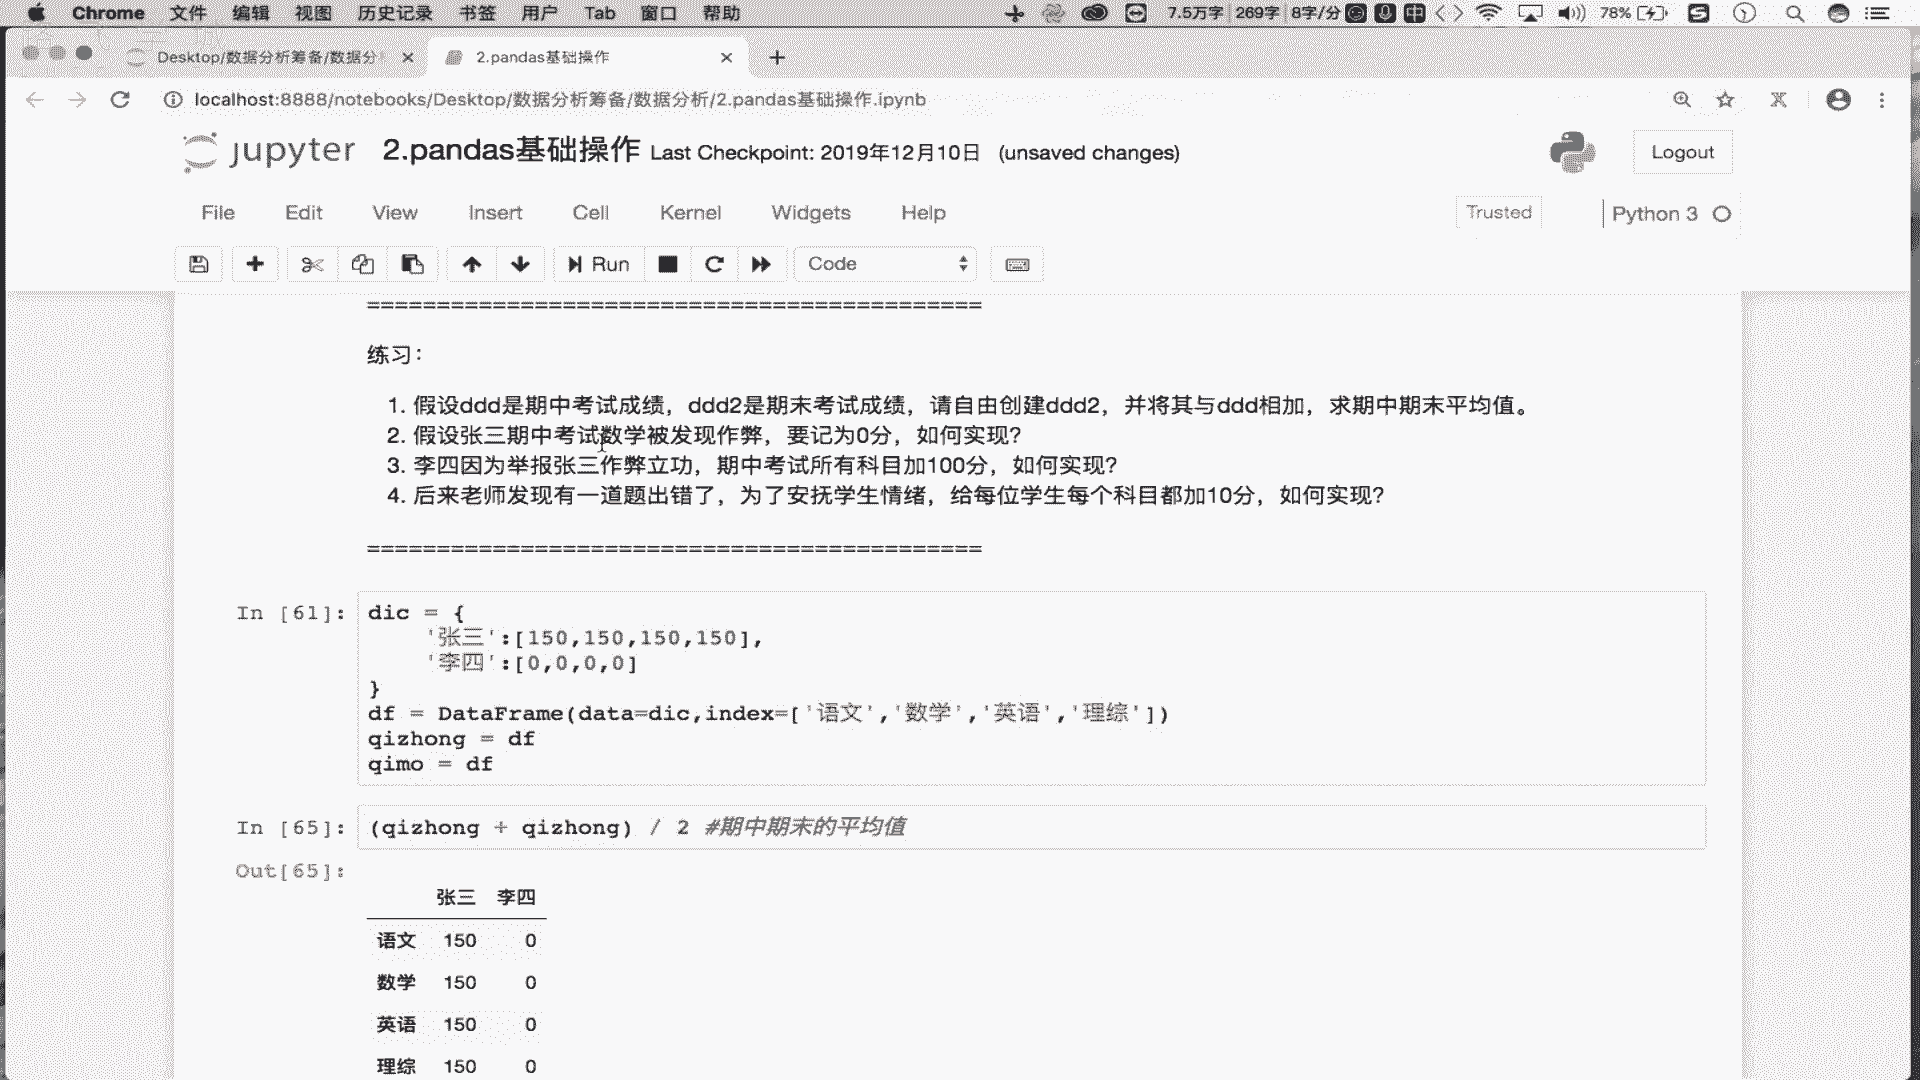 Chrome 文件 编辑 视图 历史记录 书签 用户 Tab 窗口 帮助 7.5万字 269字 8字/分 中 78%
Desktop/数据分析筹备/数据分 2.pandas基础操作
localhost:8888/notebooks/Desktop/数据分析筹备/数据分析/2.pandas基础操作.ipynb
jupyter 2.pandas基础操作 Last Checkpoint: 2019年12月10日 (unsaved changes) Logout
File Edit View Insert Cell Kernel Widgets Help Trusted Python 3
Run Code
============================================
练习：
1. 假设ddd是期中考试成绩，ddd2是期末考试成绩，请自由创建ddd2，并将其与ddd相加，求期中期末平均值。
2. 假设张三期中考试数学被发现作弊，要记为0分，如何实现？
3. 李四因为举报张三作弊立功，期中考试所有科目加100分，如何实现？
4. 后来老师发现有一道题出错了，为了安抚学生情绪，给每位学生每个科目都加10分，如何实现？
============================================
In [61]: dic = {
'张三':[150,150,150,150],
'李四':[0,0,0,0]
}
df = DataFrame(data=dic,index=['语文','数学','英语','理综'])
qizhong = df
qimo = df
In [65]: (qizhong + qizhong) / 2 #期中期末的平均值
Out[65]:
张三 李四
语文 150 0
数学 150 0
英语 150 0
理综 150 0